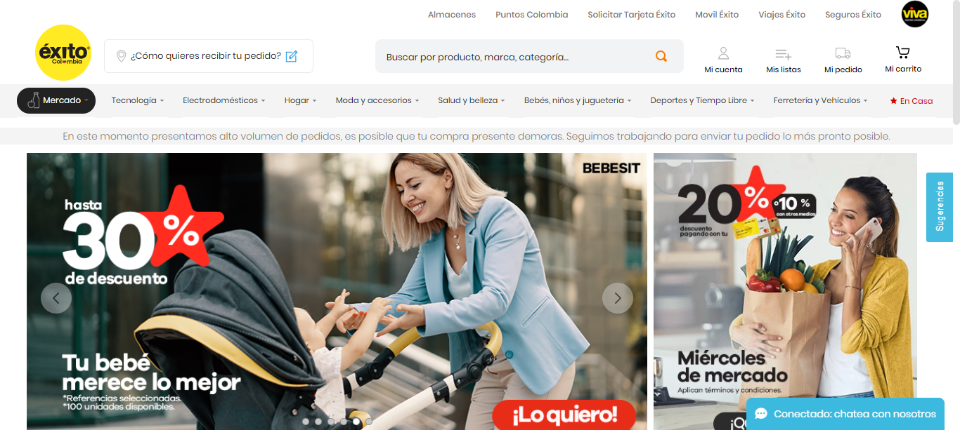 Almacenes Puntos Colombia Solicitar Tarjeta Éxito Movil Éxito Viajes Éxito Seguros Éxito viva
éxito
Colombia
¿Cómo quieres recibir tu pedido?
Buscar por producto, marca, categoría...
Mi cuenta Mis listas Mi pedido Mi carrito
Mercado Tecnología Electrodomésticos Hogar Moda y accesorios Salud y belleza Bebés, niños y juguetería Deportes y Tiempo Libre Ferretería y Vehículos En Casa
En este momento presentamos alto volumen de pedidos, es posible que tu compra presente demoras. Seguimos trabajando para enviar tu pedido lo más pronto posible.
BEBESIT
hasta
30%
de descuento
Tu bebé
merece lo mejor
*Referencias seleccionadas.
*100 unidades disponibles.
¡Lo quiero!
20%
o 10 %
con otros medios
descuento
pagando con tu
Miércoles
de mercado
Aplican términos y condiciones.
Sugerencias
Conectado: chatea con nosotros